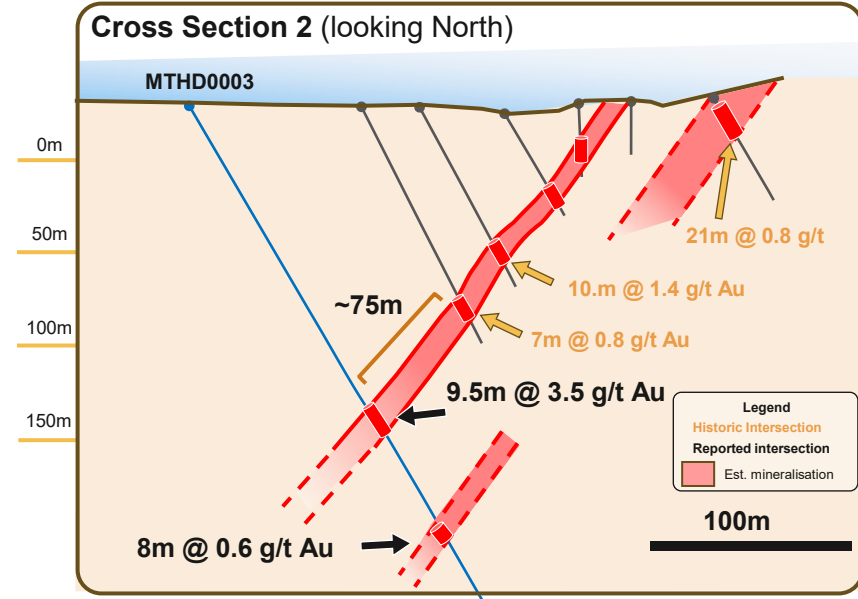 Cross Section 2 (looking North)
MTHD0003
0m
50m
100m
150m
21m @ 0.8 g/t
10.m @ 1.4 g/t Au
7m @ 0.8 g/t Au
~75m
9.5m @ 3.5 g/t Au
8m @ 0.6 g/t Au
Legend
Historic Intersection
Reported intersection
Est. mineralisation
100m